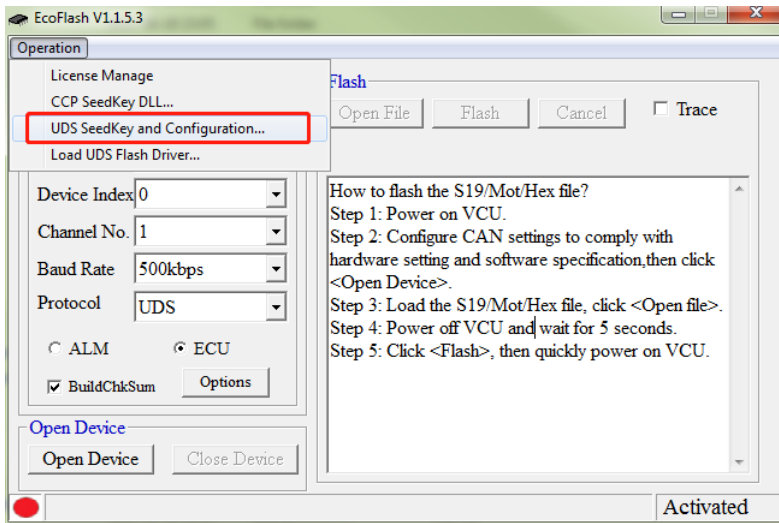 EcoFlash V1.1.5.3
Operation
License Manage
CCP SeedKey DLL...
UDS SeedKey and Configuration...
Load UDS Flash Driver...
Device Index 0
Channel No. 1
Baud Rate 500kbps
Protocol UDS
ALM ECU
BuildChkSum Options
Open Device
Open Device Close Device
Flash
Open File Flash Cancel Trace
How to flash the S19/Mot/Hex file?
Step 1: Power on VCU.
Step 2: Configure CAN settings to comply with
hardware setting and software specification,then click
<Open Device>.
Step 3: Load the S19/Mot/Hex file, click <Open file>.
Step 4: Power off VCU and wait for 5 seconds.
Step 5: Click <Flash>, then quickly power on VCU.
Activated